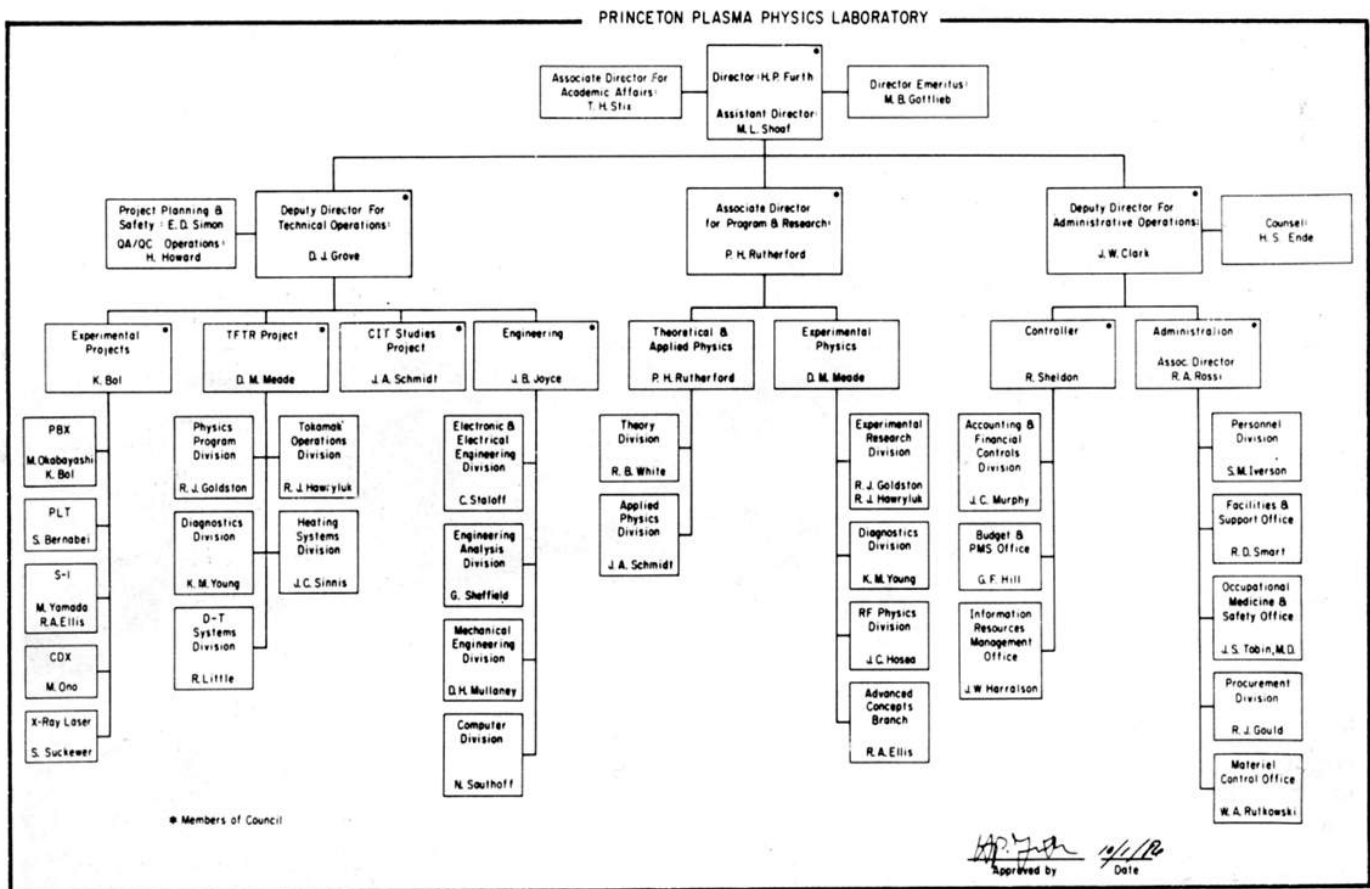 PRINCETON PLASMA PHYSICS LABORATORY
Associate Director For
Academic Affairs:
T. H. Stix
Director: H. P. Furth
Assistant Director:
M. L. Shoaf
Director Emeritus:
M. B. Gottlieb
Project Planning &
Safety : E. D. Simon
QA/QC Operations:
H. Howard
Deputy Director For
Technical Operations:
D. J. Grove
Associate Director
for Program & Research:
P. H. Rutherford
Deputy Director For
Administrative Operations:
J. W. Clark
Counsel:
H. S. Ende
Experimental
Projects
K. Bol
TFTR Project
D. M. Meade
CIT Studies
Project
J. A. Schmidt
Engineering
J. B. Joyce
Theoretical &
Applied Physics
P. H. Rutherford
Experimental
Physics
D. M. Meade
Controller
R. Sheldon
Administration
Assoc. Director
R. A. Rossi
PBX
M. Okabayashi
K. Bol
PLT
S. Bernabei
S-1
M. Yamada
R. A. Ellis
CDX
M. Ono
X-Ray Laser
S. Suckewer
Physics
Program
Division
R. J. Goldston
Diagnostics
Division
K. M. Young
D-T
Systems
Division
R. Little
Tokamak
Operations
Division
R. J. Hawryluk
Heating
Systems
Division
J. C. Sinnis
Electronic &
Electrical
Engineering
Division
C. Staloff
Engineering
Analysis
Division
G. Sheffield
Mechanical
Engineering
Division
D. H. Mullaney
Computer
Division
N. Sauthoff
Theory
Division
R. B. White
Applied
Physics
Division
J. A. Schmidt
Experimental
Research
Division
R. J. Goldston
R. J. Hawryluk
Diagnostics
Division
K. M. Young
RF Physics
Division
J. C. Hosea
Advanced
Concepts
Branch
R. A. Ellis
Accounting &
Financial
Controls
Division
J. C. Murphy
Budget &
PMS Office
G. F. Hill
Information
Resources
Management
Office
J. W. Harralson
Personnel
Division
S. M. Iverson
Facilities &
Support Office
R. D. Smart
Occupational
Medicine &
Safety Office
J. S. Tobin, M.D.
Procurement
Division
R. J. Gould
Materiel
Control Office
W. A. Rutkowski
* Members of Council
H.P. Furth 10/1/86
Approved by Date